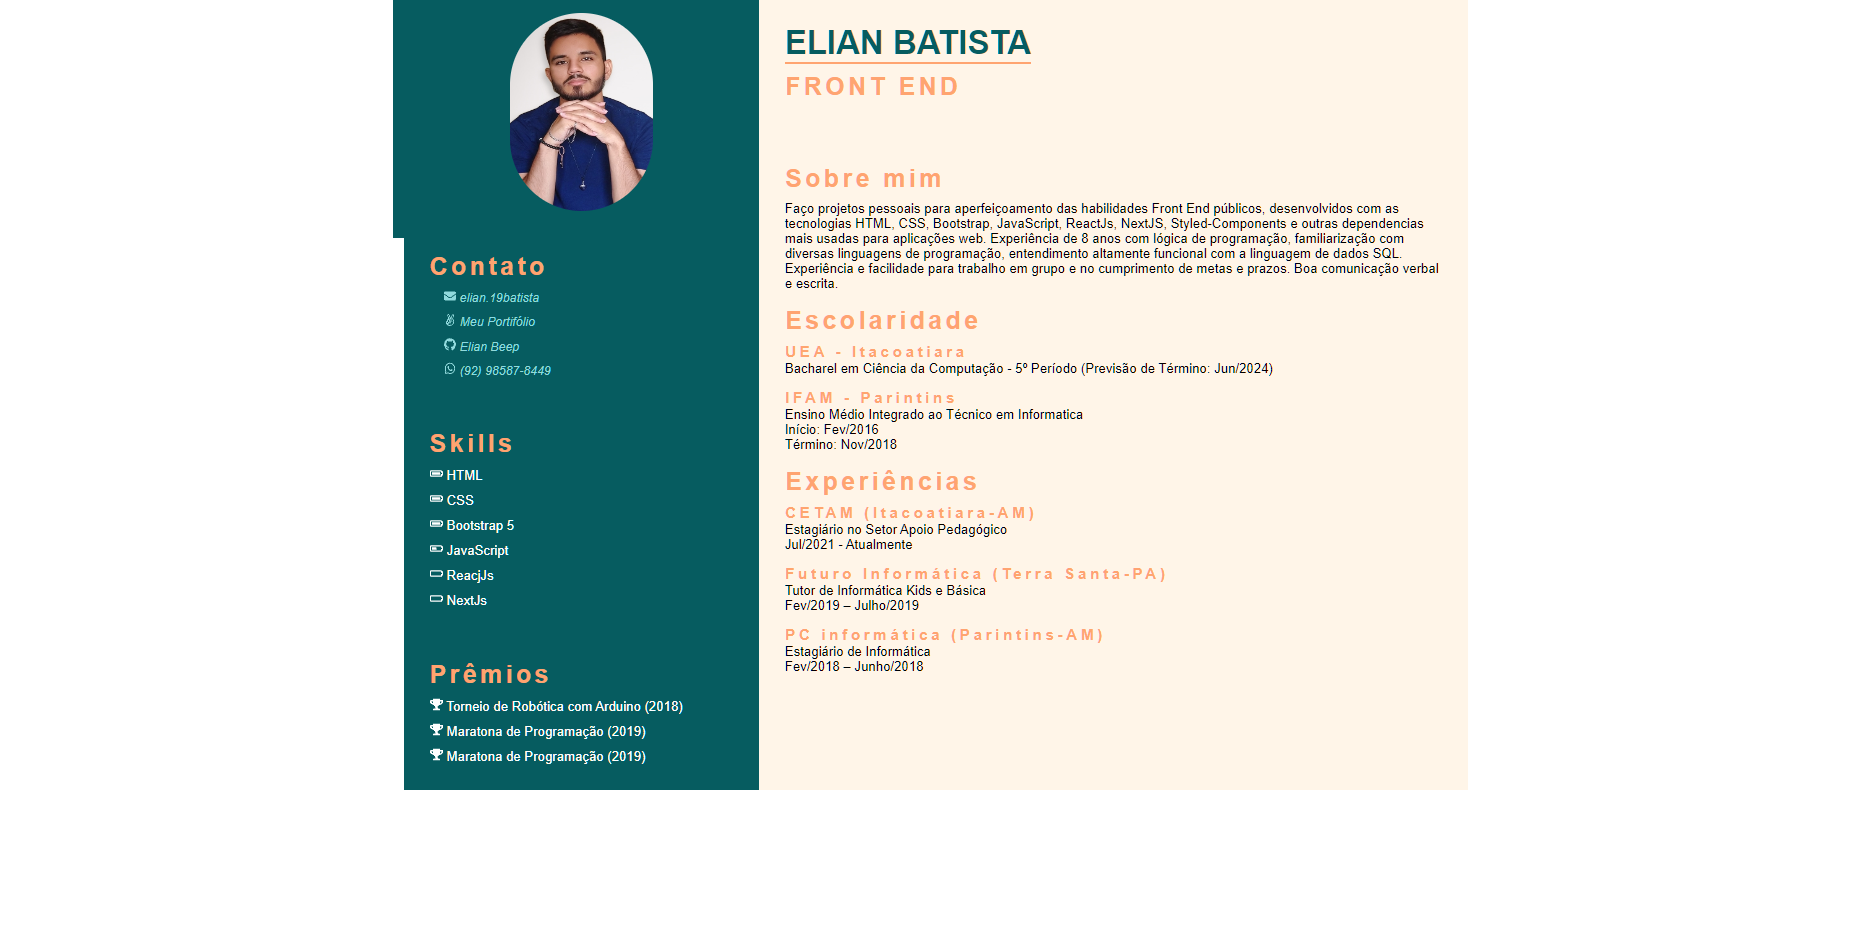 Contato
elian.19batista
Meu Portifólio
Elian Beep
(92) 98587-8449
Skills
HTML
CSS
Bootstrap 5
JavaScript
ReacjJs
NextJs
Prêmios
Torneio de Robótica com Arduino (2018)
Maratona de Programação (2019)
Maratona de Programação (2019)
ELIAN BATISTA
FRONT END
Sobre mim
Faço projetos pessoais para aperfeiçoamento das habilidades Front End públicos, desenvolvidos com as
tecnologias HTML, CSS, Bootstrap, JavaScript, ReactJs, NextJS, Styled-Components e outras dependencias
mais usadas para aplicações web. Experiência de 8 anos com lógica de programação, familiarização com
diversas linguagens de programação, entendimento altamente funcional com a linguagem de dados SQL.
Experiência e facilidade para trabalho em grupo e no cumprimento de metas e prazos. Boa comunicação verbal
e escrita.
Escolaridade
UEA - Itacoatiara
Bacharel em Ciência da Computação - 5º Período (Previsão de Término: Jun/2024)
IFAM - Parintins
Ensino Médio Integrado ao Técnico em Informatica
Início: Fev/2016
Término: Nov/2018
Experiências
CETAM (Itacoatiara-AM)
Estagiário no Setor Apoio Pedagógico
Jul/2021 - Atualmente
Futuro Informática (Terra Santa-PA)
Tutor de Informática Kids e Básica
Fev/2019 – Julho/2019
PC informática (Parintins-AM)
Estagiário de Informática
Fev/2018 – Junho/2018